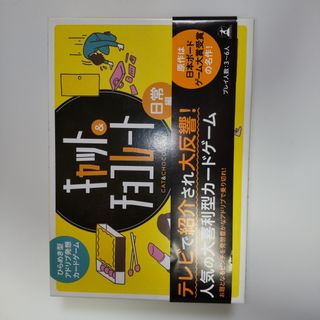 キャット
&
チョコレート
日常
編
CAT&CHOCOLATE
ひらめき型
アドリブ発想
カードゲーム
原作は
日本ボード
ゲーム大賞受賞
の名作!
プレイ人数:3〜6人
テレビで紹介され大反響!
人気の大喜利型カードゲーム